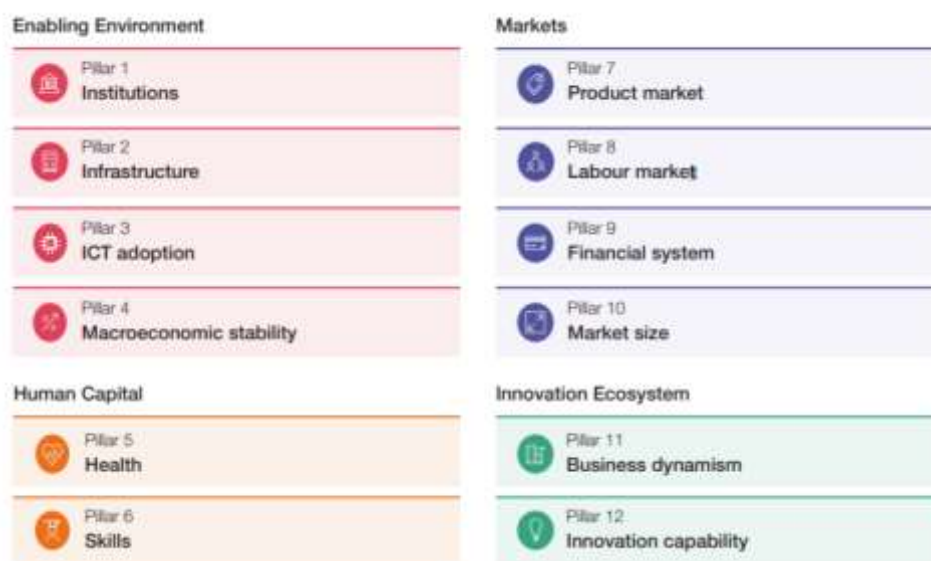 Enabling Environment
Pillar 1
Institutions
Pillar 2
Infrastructure
Pillar 3
ICT adoption
Pillar 4
Macroeconomic stability
Human Capital
Pillar 5
Health
Pillar 6
Skills
Markets
Pillar 7
Product market
Pillar 8
Labour market
Pillar 9
Financial system
Pillar 10
Market size
Innovation Ecosystem
Pillar 11
Business dynamism
Pillar 12
Innovation capability